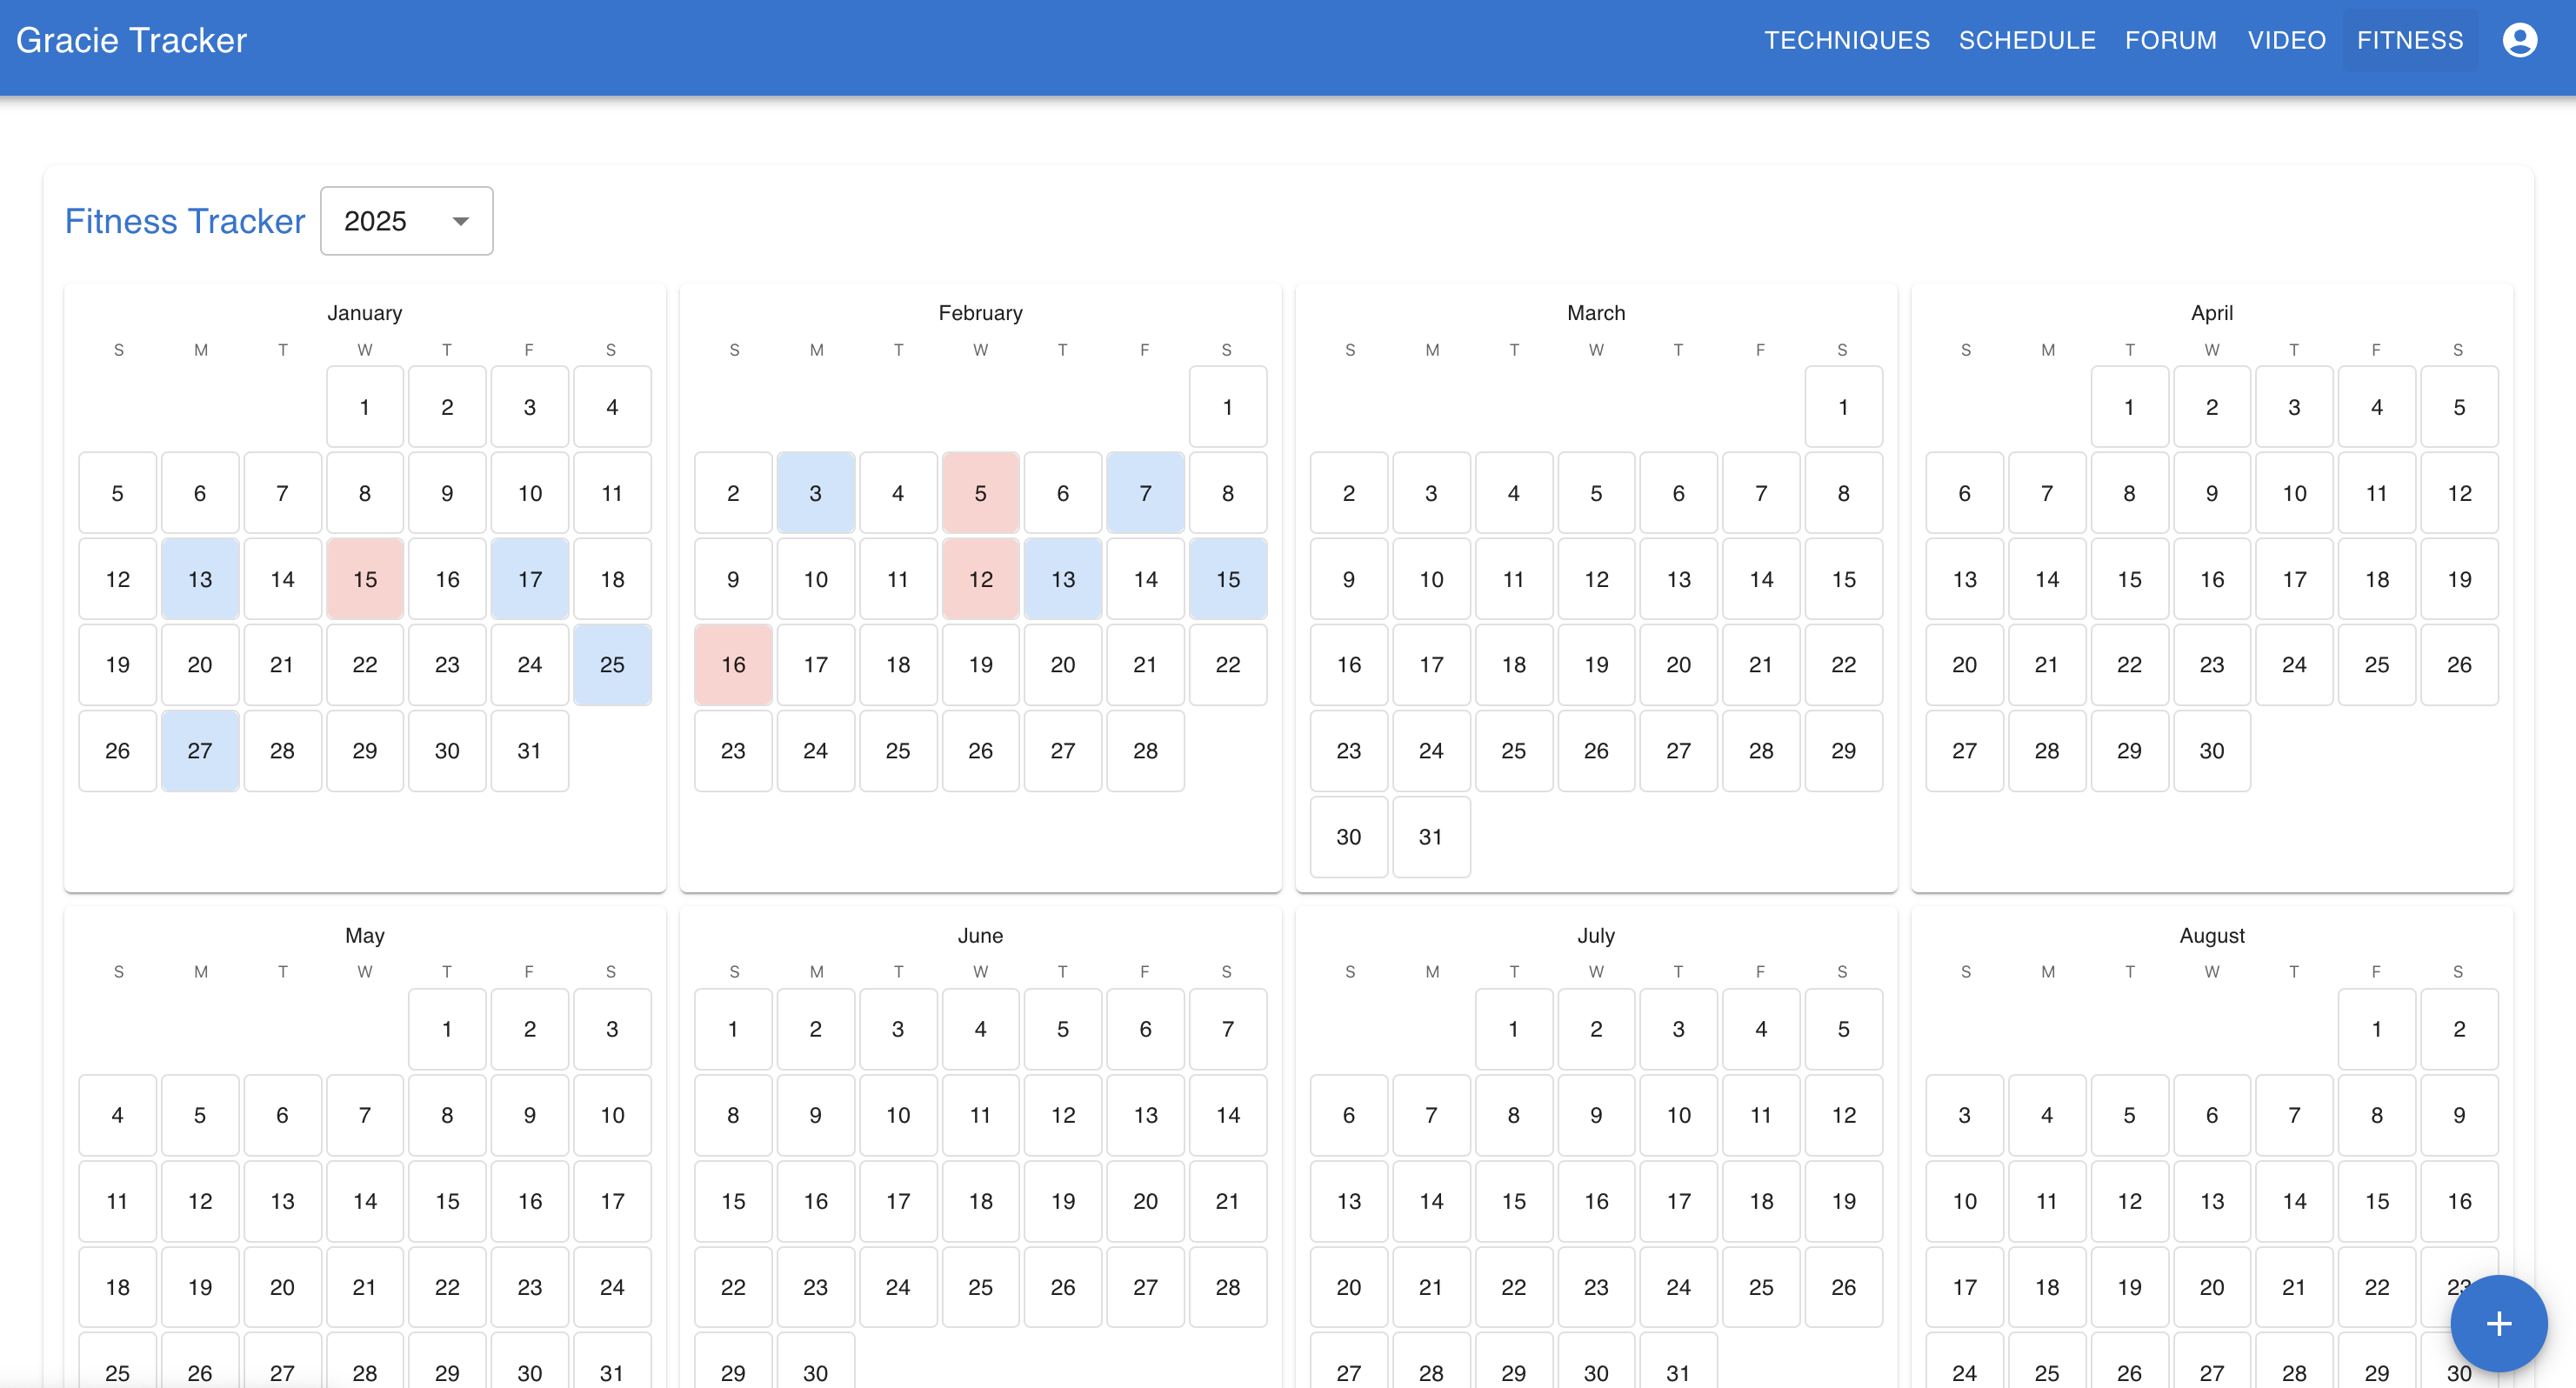 Gracie Tracker TECHNIQUES SCHEDULE FORUM VIDEO FITNESS
Fitness Tracker 2025
January
S M T W T F S
1 2 3 4
5 6 7 8 9 10 11
12 13 14 15 16 17 18
19 20 21 22 23 24 25
26 27 28 29 30 31
February
S M T W T F S
1
2 3 4 5 6 7 8
9 10 11 12 13 14 15
16 17 18 19 20 21 22
23 24 25 26 27 28
March
S M T W T F S
1
2 3 4 5 6 7 8
9 10 11 12 13 14 15
16 17 18 19 20 21 22
23 24 25 26 27 28 29
30 31
April
S M T W T F S
1 2 3 4 5
6 7 8 9 10 11 12
13 14 15 16 17 18 19
20 21 22 23 24 25 26
27 28 29 30
May
S M T W T F S
1 2 3
4 5 6 7 8 9 10
11 12 13 14 15 16 17
18 19 20 21 22 23 24
25 26 27 28 29 30 31
June
S M T W T F S
1 2 3 4 5 6 7
8 9 10 11 12 13 14
15 16 17 18 19 20 21
22 23 24 25 26 27 28
29 30
July
S M T W T F S
1 2 3 4 5
6 7 8 9 10 11 12
13 14 15 16 17 18 19
20 21 22 23 24 25 26
27 28 29 30 31
August
S M T W T F S
1 2
3 4 5 6 7 8 9
10 11 12 13 14 15 16
17 18 19 20 21 22 23
24 25 26 27 28 29 30
+